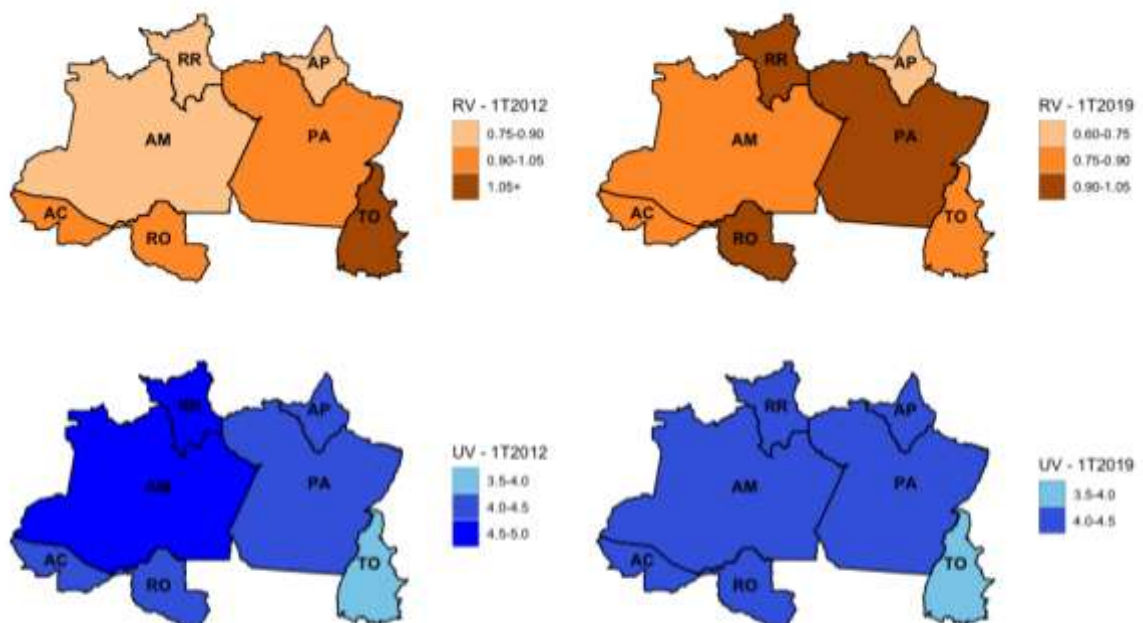 RR
AP
AM
PA
AC
RO
TO
RV - 1T2012
0.75-0.90
0.90-1.05
1.05+
RR
AP
AM
PA
AC
RO
TO
RV - 1T2019
0.60-0.75
0.75-0.90
0.90-1.05
RR
AP
AM
PA
AC
RO
TO
UV - 1T2012
3.5-4.0
4.0-4.5
4.5-5.0
RR
AP
AM
PA
AC
RO
TO
UV - 1T2019
3.5-4.0
4.0-4.5